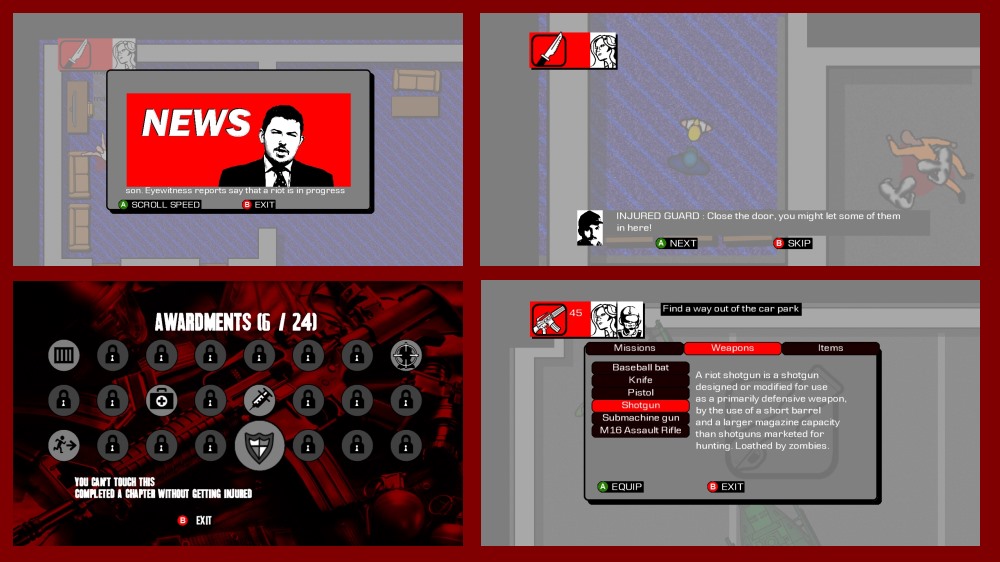 NEWS
son. Eyewitness reports say that a riot is in progress
A SCROLL SPEED B EXIT
INJURED GUARD : Close the door, you might let some of them
in here!
A NEXT B SKIP
AWARDMENTS (6 / 24)
YOU CAN'T TOUCH THIS
COMPLETED A CHAPTER WITHOUT GETTING INJURED
B EXIT
45
Find a way out of the car park
Missions Weapons Items
Baseball bat
Knife
Pistol
Shotgun
Submachine gun
M16 Assault Rifle
A riot shotgun is a shotgun
designed or modified for use
as a primarily defensive weapon,
by the use of a short barrel
and a larger magazine capacity
than shotguns marketed for
hunting. Loathed by zombies.
A EQUIP B EXIT